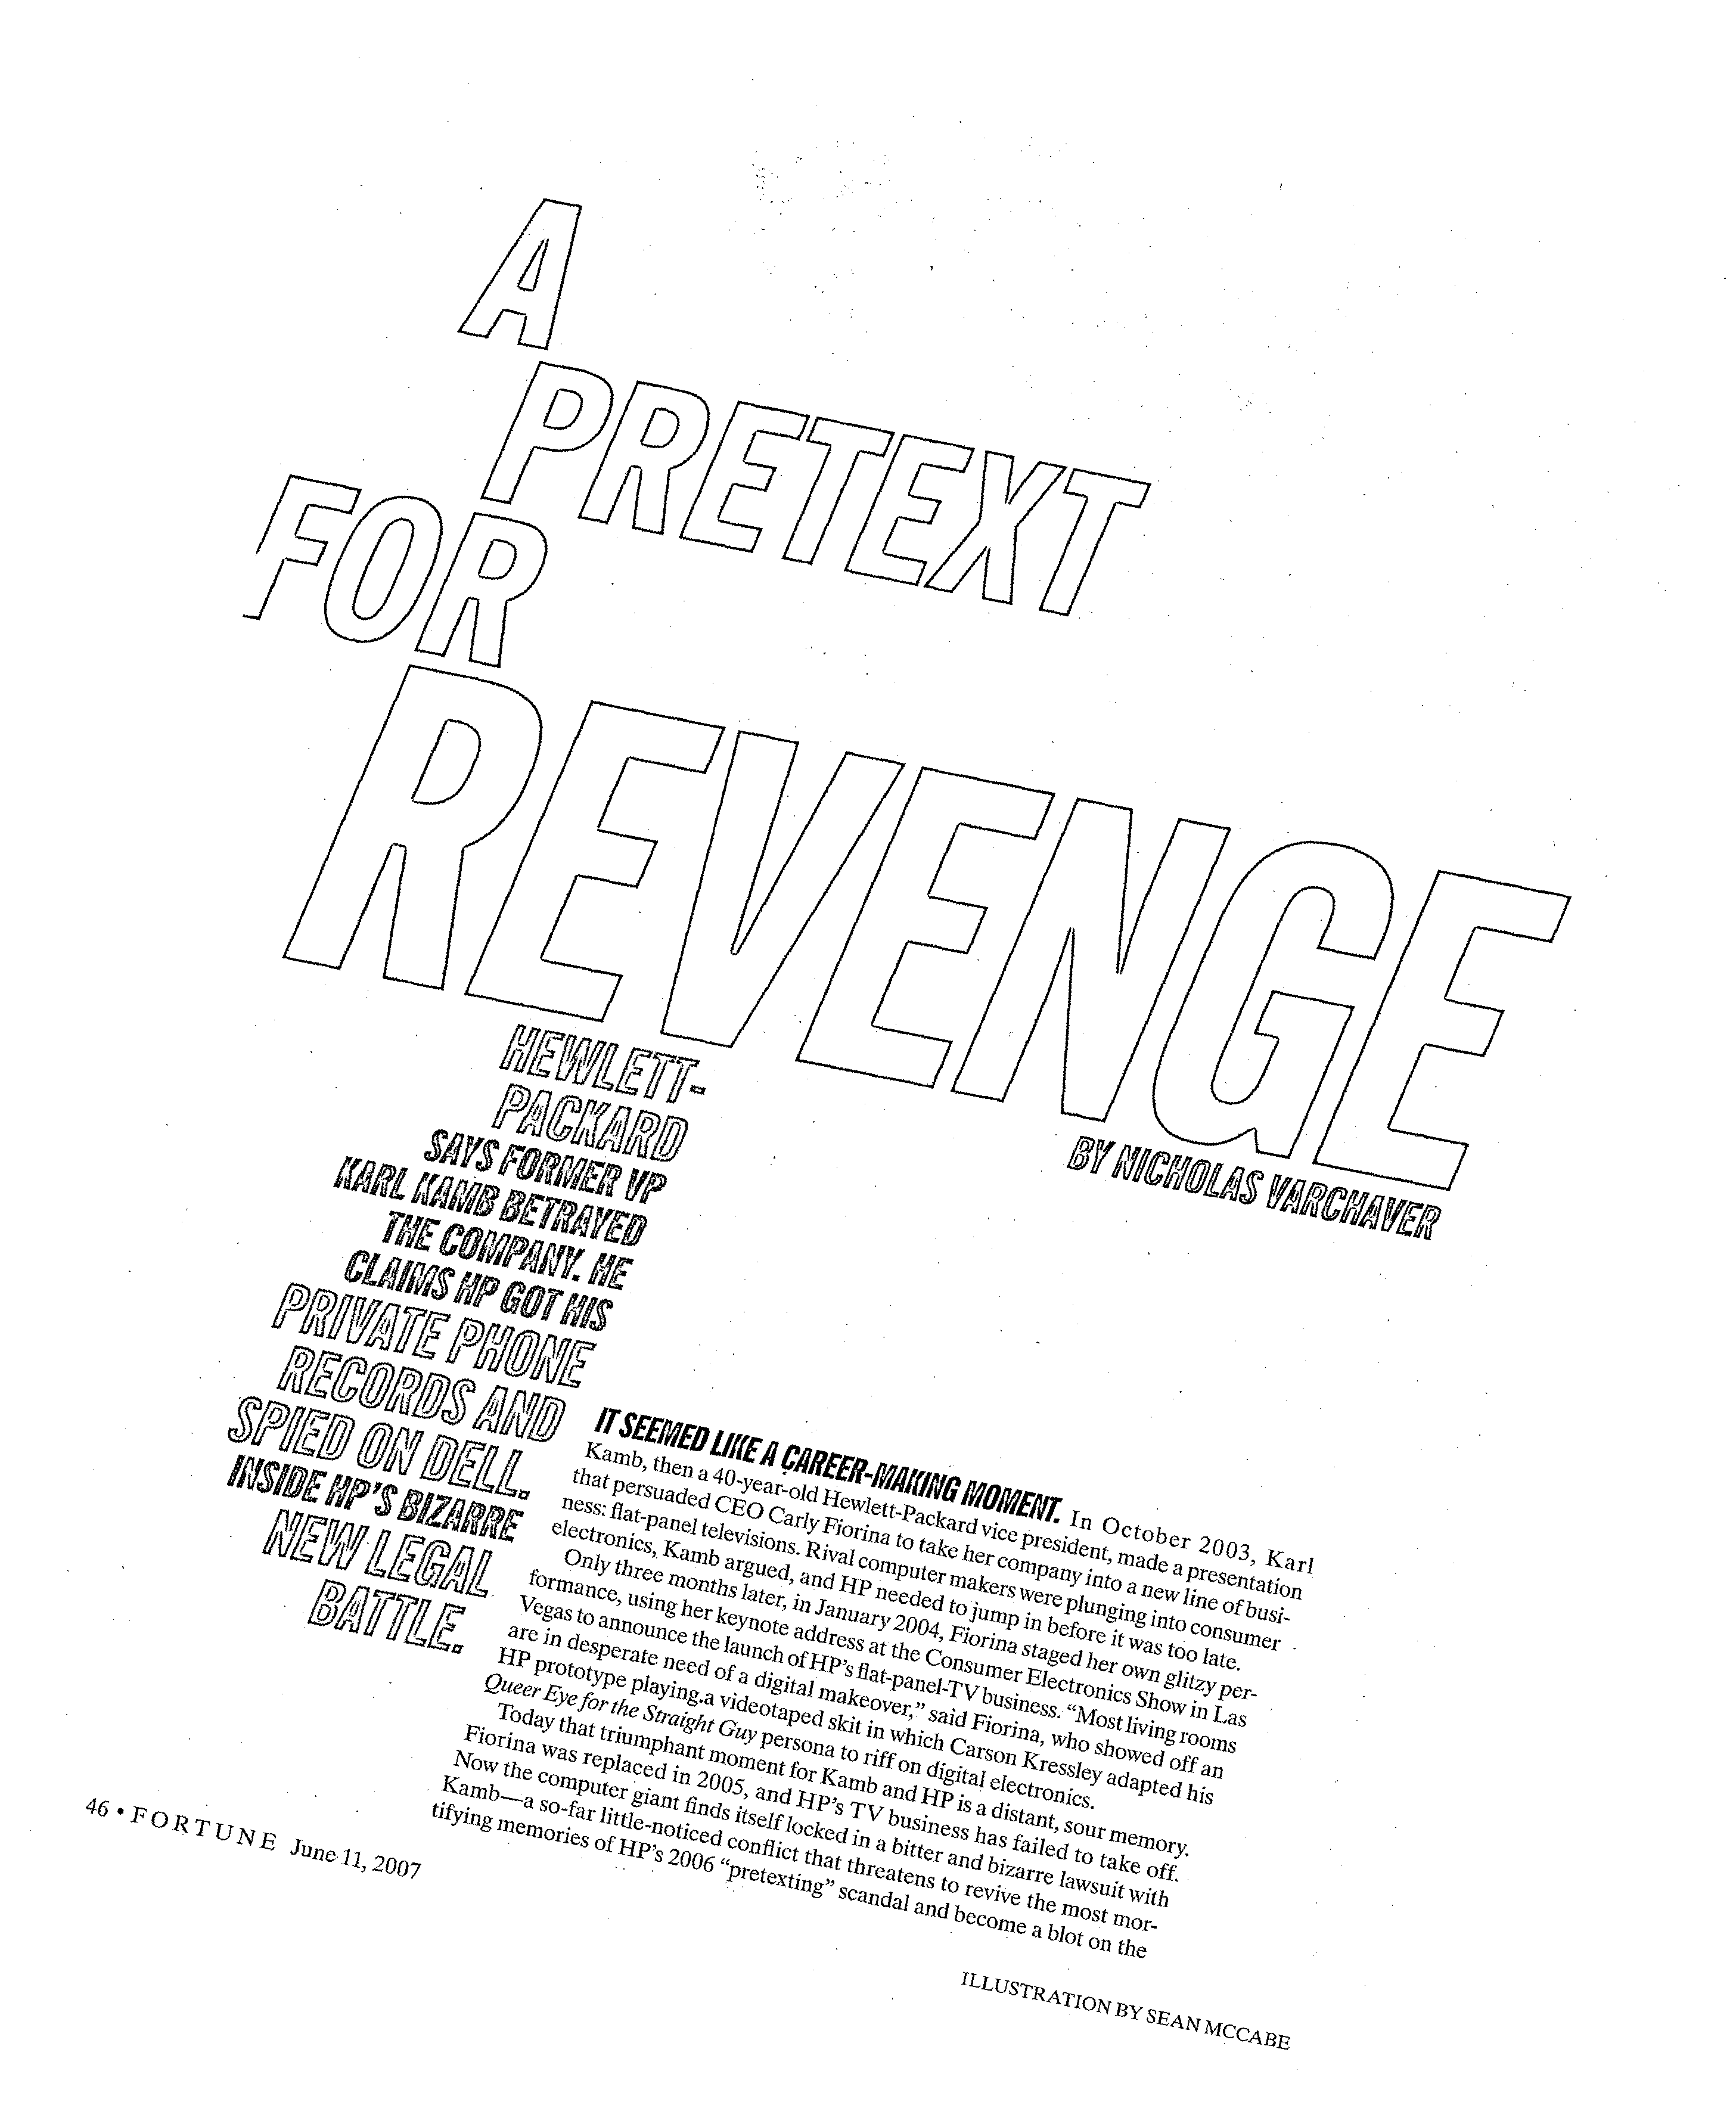 A
PRETEXT
FOR
REVENGE
BY NICHOLAS VARCHAVER
HEWLETT-
PACKARD
SAYS FORMER VP
KARL KAMB BETRAYED
THE COMPANY. HE
CLAIMS HP GOT HIS
PRIVATE PHONE
RECORDS AND
SPIED ON DELL.
INSIDE HP'S BIZARRE
NEW LEGAL
BATTLE.
IT SEEMED LIKE A CAREER-MAKING MOMENT. In October 2003, Karl
Kamb, then a 40-year-old Hewlett-Packard vice president, made a presentation
that persuaded CEO Carly Fiorina to take her company into a new line of busi-
ness: flat-panel televisions. Rival computer makers were plunging into consumer
electronics, Kamb argued, and HP needed to jump in before it was too late.
Only three months later, in January 2004, Fiorina staged her own glitzy per-
formance, using her keynote address at the Consumer Electronics Show in Las
Vegas to announce the launch of HP's flat-panel-TV business. “Most living rooms
are in desperate need of a digital makeover,” said Fiorina, who showed off an
HP prototype playing a videotaped skit in which Carson Kressley adapted his
Queer Eye for the Straight Guy persona to riff on digital electronics.
Today that triumphant moment for Kamb and HP is a distant, sour memory.
Fiorina was replaced in 2005, and HP's TV business has failed to take off.
Now the computer giant finds itself locked in a bitter and bizarre lawsuit with
Kamb—a so-far little-noticed conflict that threatens to revive the most mor-
tifying memories of HP's 2006 “pretexting” scandal and become a blot on the
46 • FORTUNE June 11, 2007
ILLUSTRATION BY SEAN MCCABE